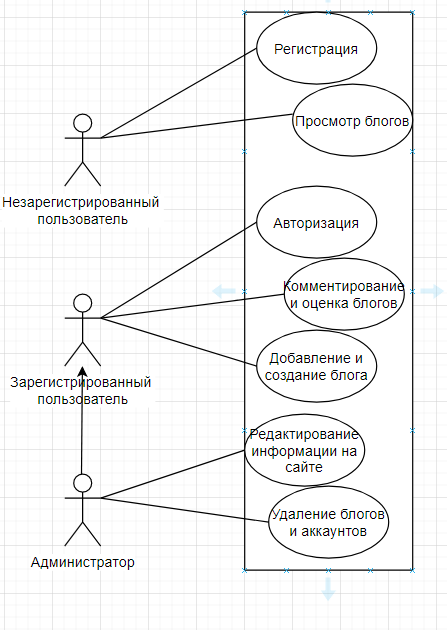 Регистрация
Просмотр блогов
Незарегистрированный
пользователь
Авторизация
Комментирование
и оценка блогов
Добавление и
создание блога
Зарегистрированный
пользователь
Редактирование
информации на
сайте
Удаление блогов
и аккаунтов
Администратор